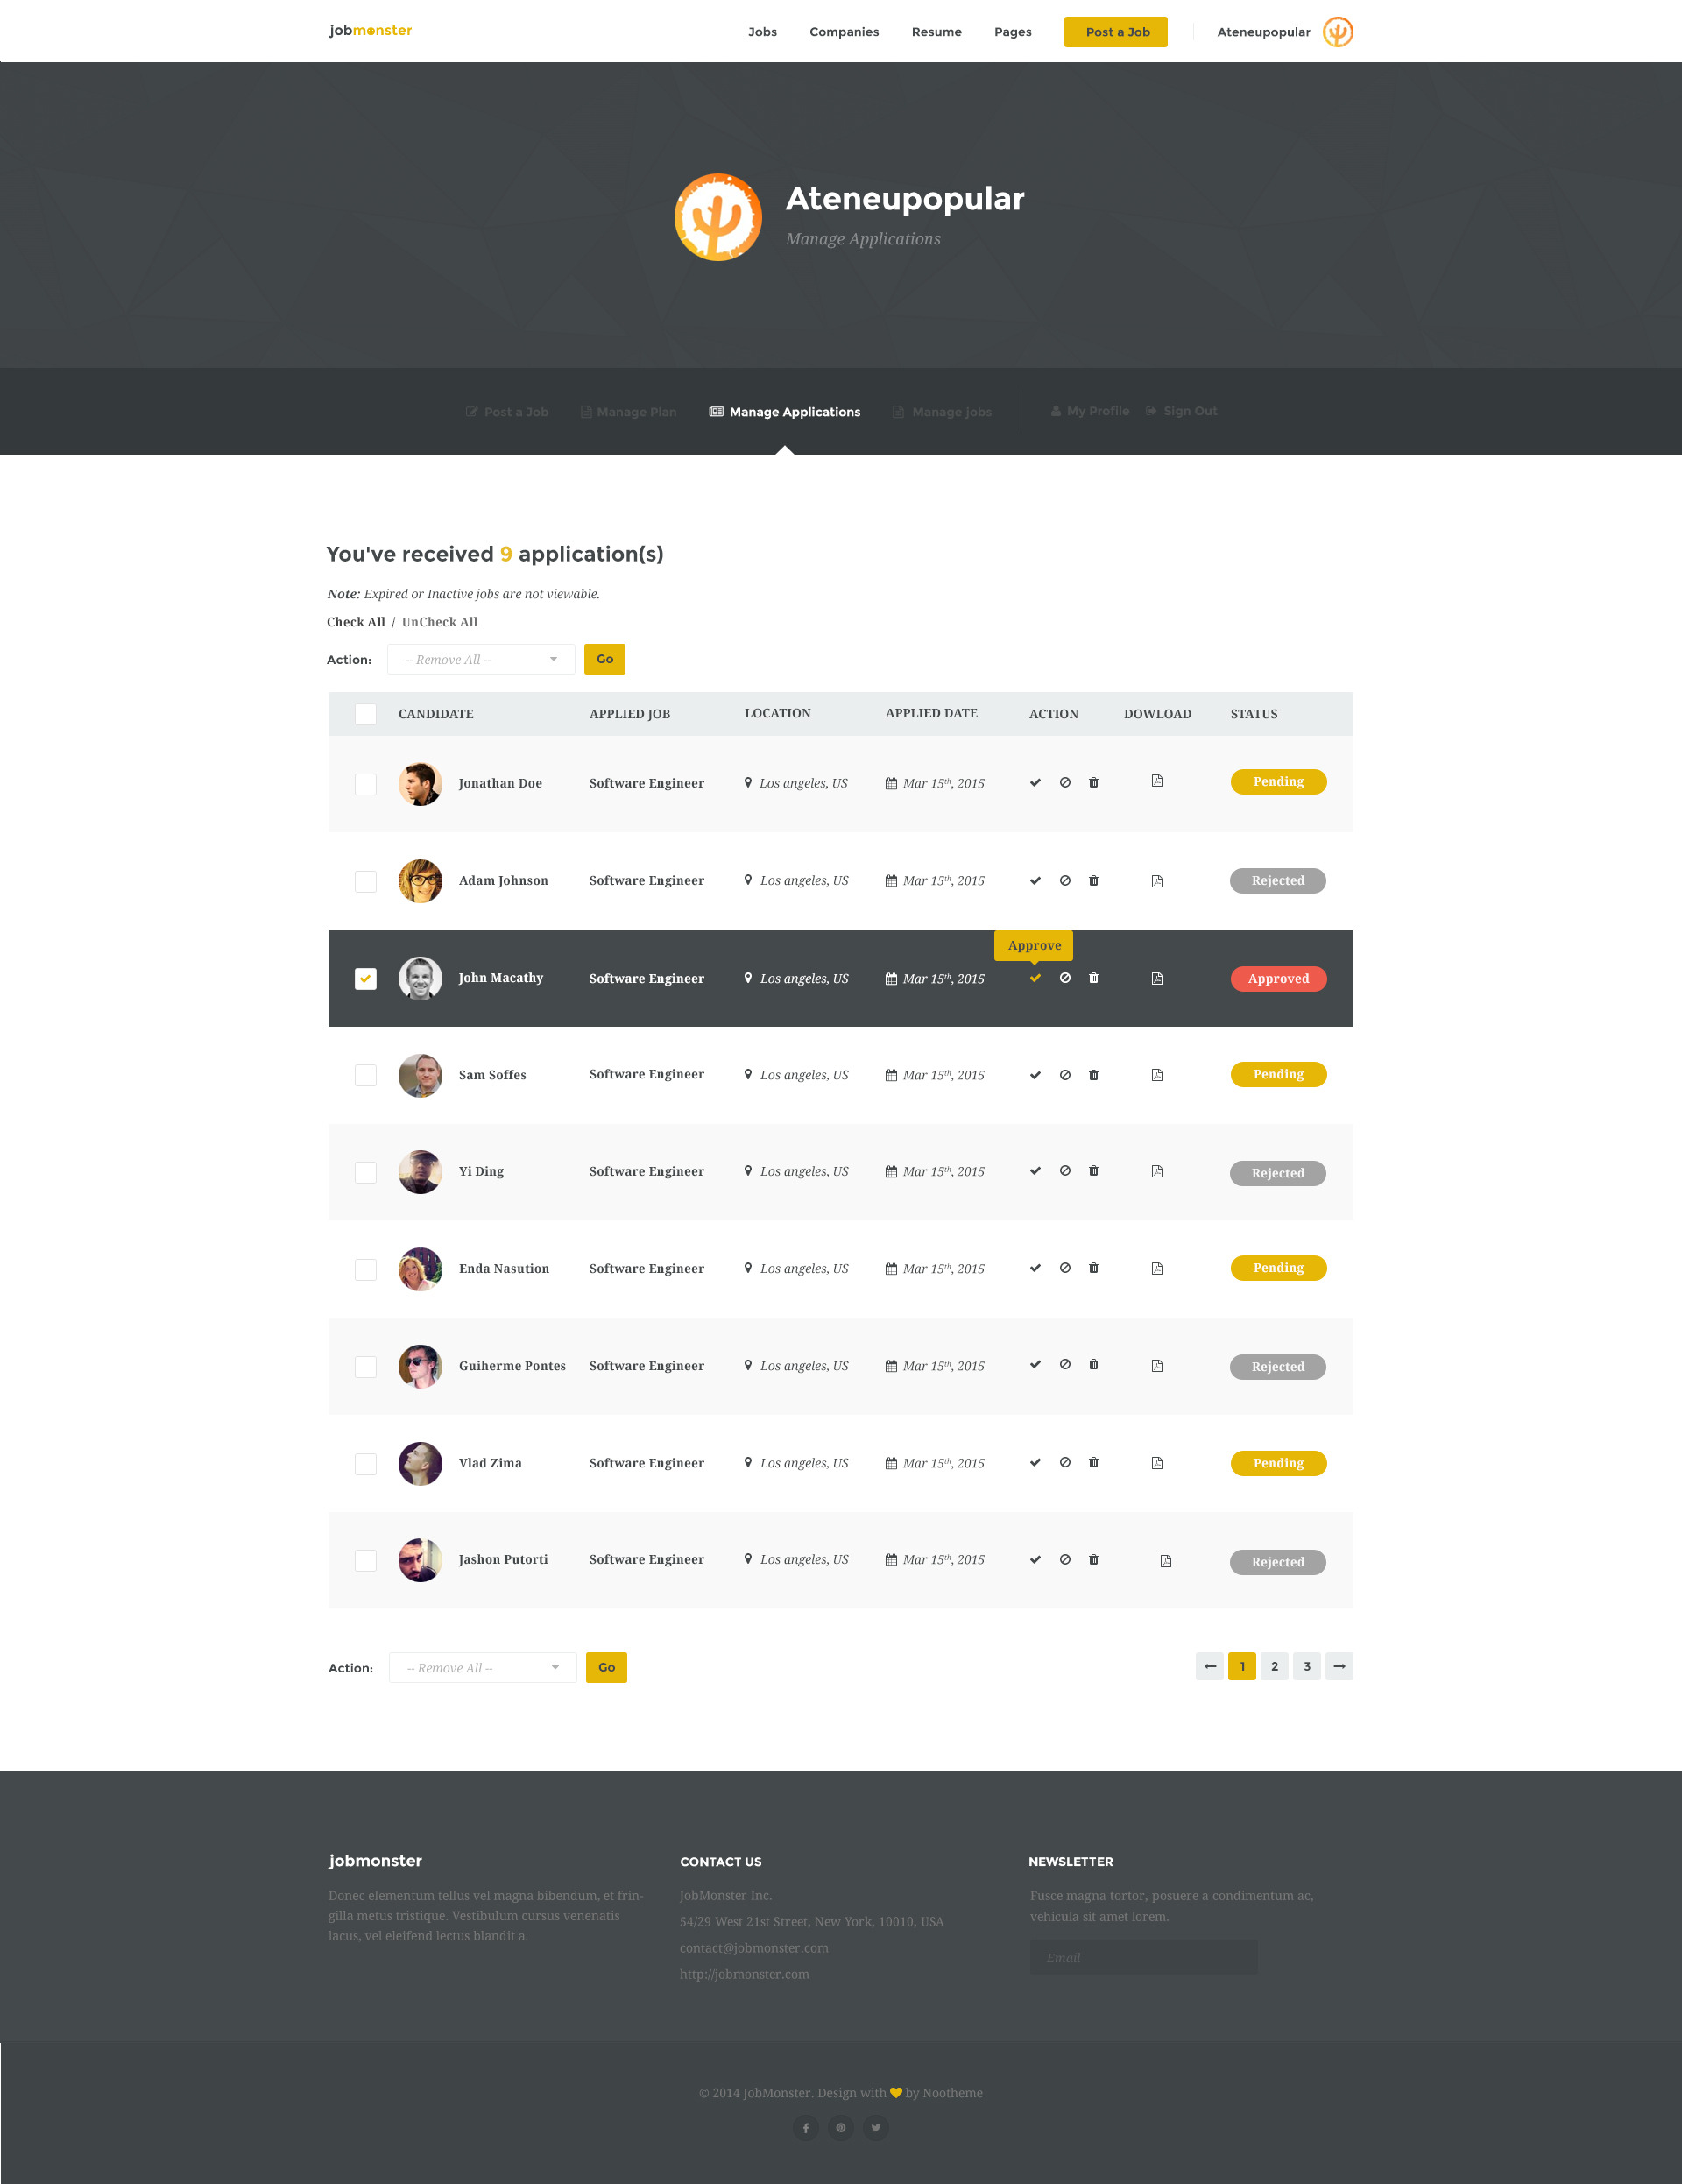 jobmonster
Jobs Companies Resume Pages Post a Job Ateneupopular
Ateneupopular
Manage Applications
Post a Job Manage Plan Manage Applications Manage jobs My Profile Sign Out
You've received 9 application(s)
Note: Expired or Inactive jobs are not viewable.
Check All / UnCheck All
Action: -- Remove All -- Go
CANDIDATE APPLIED JOB LOCATION APPLIED DATE ACTION DOWLOAD STATUS
Jonathan Doe Software Engineer Los angeles, US Mar 15th, 2015 Pending
Adam Johnson Software Engineer Los angeles, US Mar 15th, 2015 Rejected
Approve
John Macathy Software Engineer Los angeles, US Mar 15th, 2015 Approved
Sam Soffes Software Engineer Los angeles, US Mar 15th, 2015 Pending
Yi Ding Software Engineer Los angeles, US Mar 15th, 2015 Rejected
Enda Nasution Software Engineer Los angeles, US Mar 15th, 2015 Pending
Guiherme Pontes Software Engineer Los angeles, US Mar 15th, 2015 Rejected
Vlad Zima Software Engineer Los angeles, US Mar 15th, 2015 Pending
Jashon Putorti Software Engineer Los angeles, US Mar 15th, 2015 Rejected
Action: -- Remove All -- Go
1 2 3
jobmonster
Donec elementum tellus vel magna bibendum, et frin-
gilla metus tristique. Vestibulum cursus venenatis
lacus, vel eleifend lectus blandit a.
CONTACT US
JobMonster Inc.
54/29 West 21st Street, New York, 10010, USA
contact@jobmonster.com
http://jobmonster.com
NEWSLETTER
Fusce magna tortor, posuere a condimentum ac,
vehicula sit amet lorem.
Email
© 2014 JobMonster. Design with ♥ by Nootheme